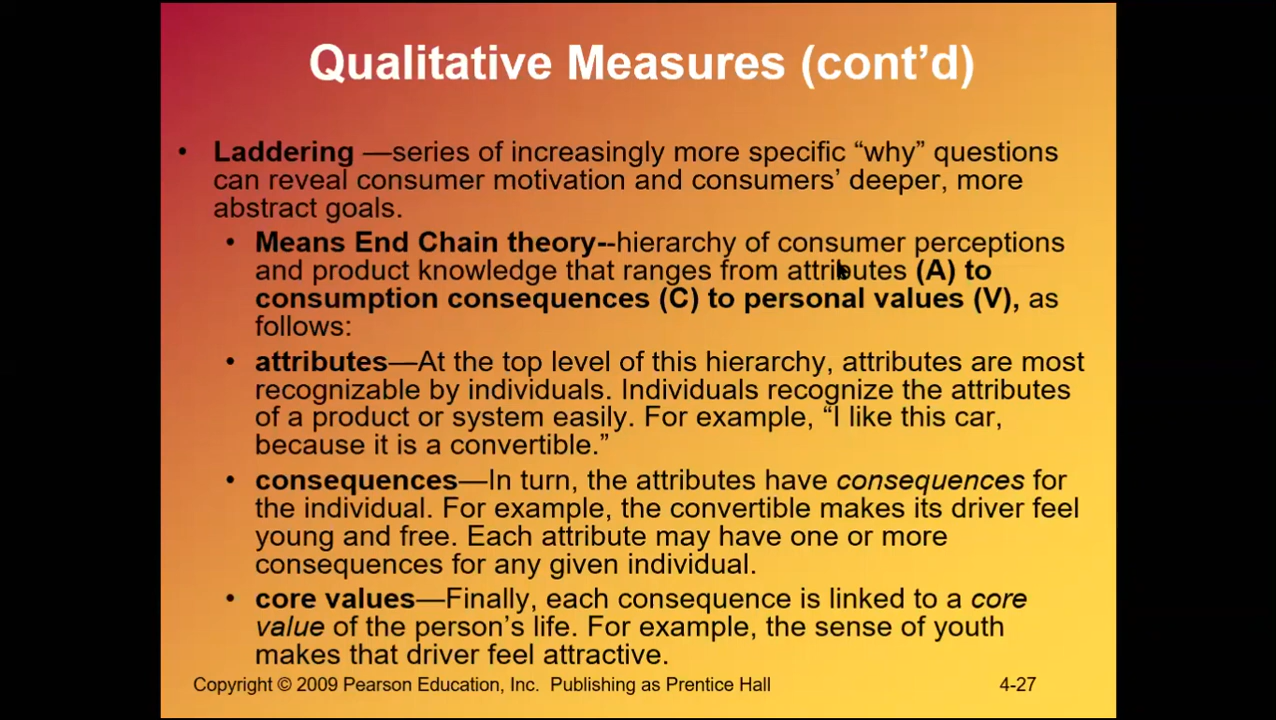 Qualitative Measures (cont’d)
• Laddering —series of increasingly more specific “why” questions
can reveal consumer motivation and consumers’ deeper, more
abstract goals.
• Means End Chain theory--hierarchy of consumer perceptions
and product knowledge that ranges from attributes (A) to
consumption consequences (C) to personal values (V), as
follows:
• attributes—At the top level of this hierarchy, attributes are most
recognizable by individuals. Individuals recognize the attributes
of a product or system easily. For example, “I like this car,
because it is a convertible.”
• consequences—In turn, the attributes have consequences for
the individual. For example, the convertible makes its driver feel
young and free. Each attribute may have one or more
consequences for any given individual.
• core values—Finally, each consequence is linked to a core
value of the person’s life. For example, the sense of youth
makes that driver feel attractive.
Copyright © 2009 Pearson Education, Inc. Publishing as Prentice Hall
4-27